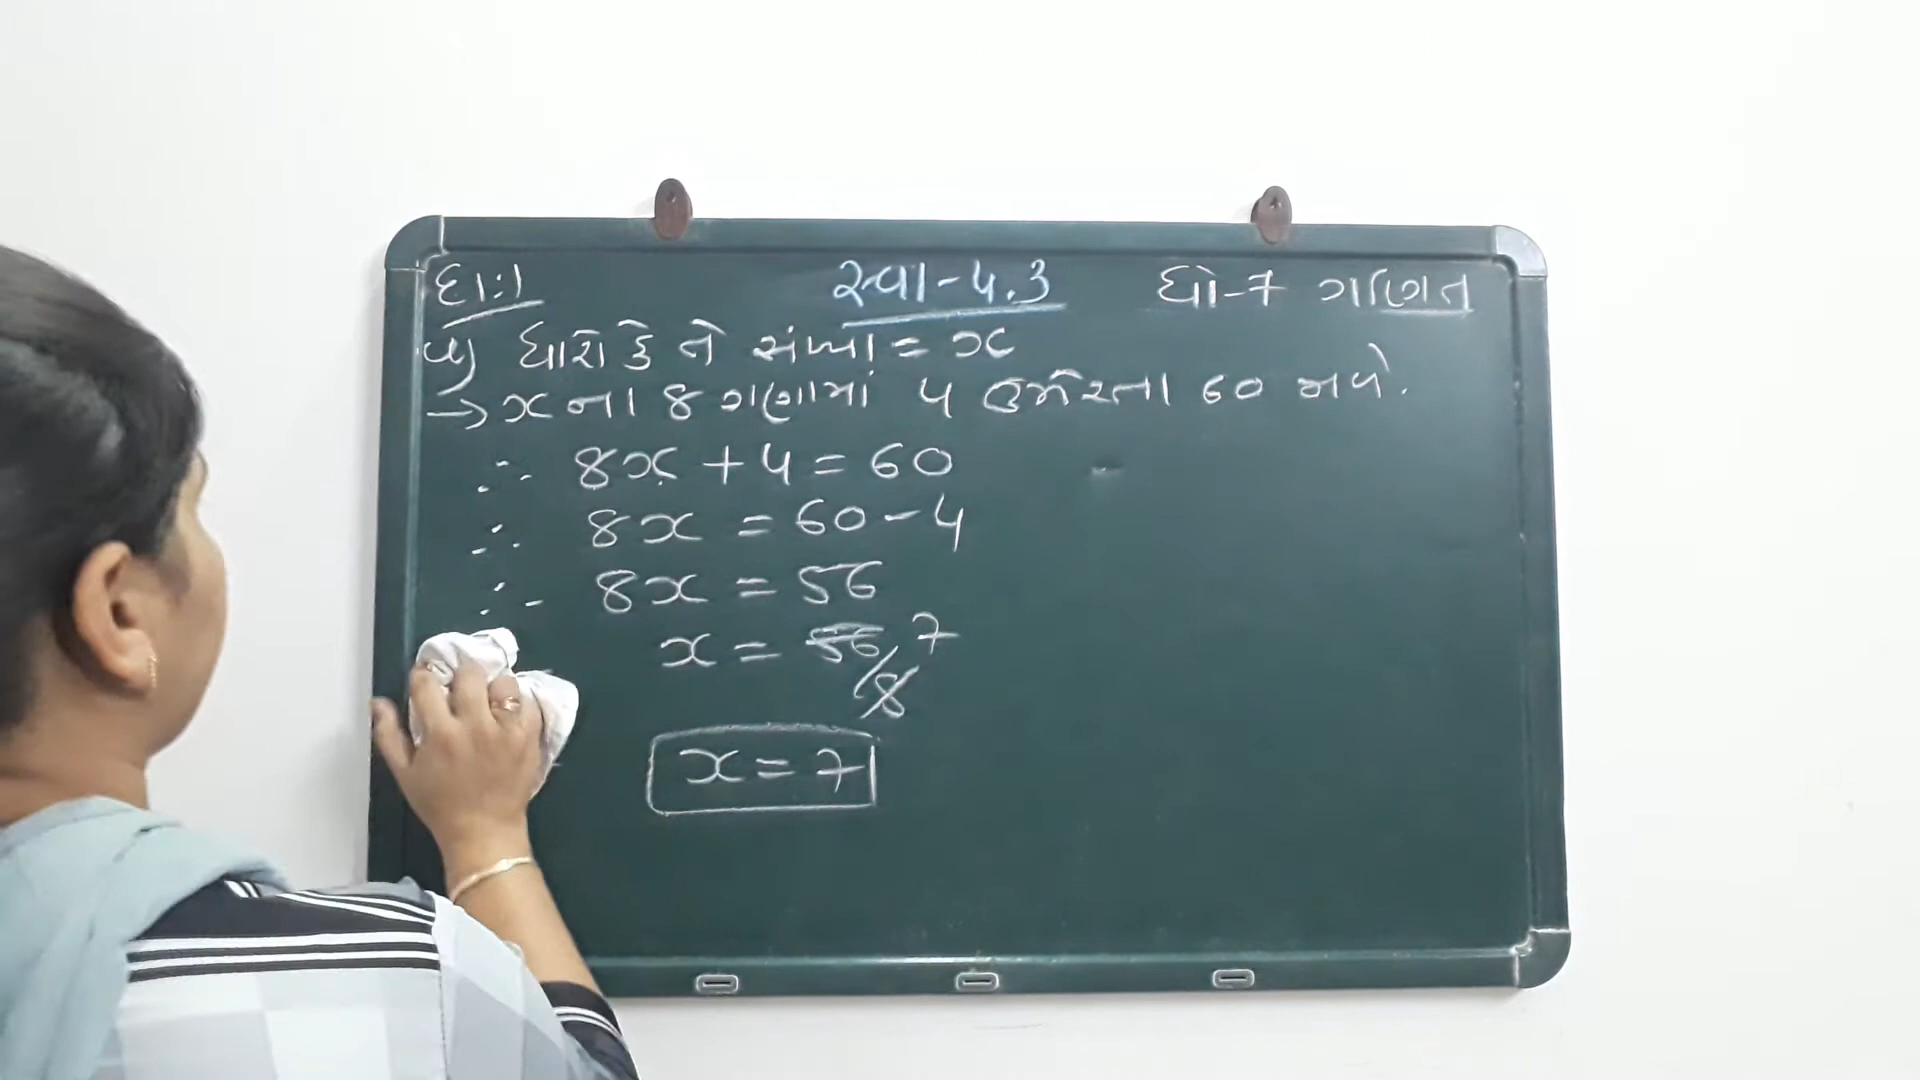 દા:1 સ્વા-4.3 ધો-7 ગણિત
ધારો કે તે સંખ્યા = x
→ x ના 8 ગણામાં 4 ઉમેરતા 60 મળે.
∴ 8x + 4 = 60
∴ 8x = 60 - 4
∴ 8x = 56
x = 56/8 7
x = 7